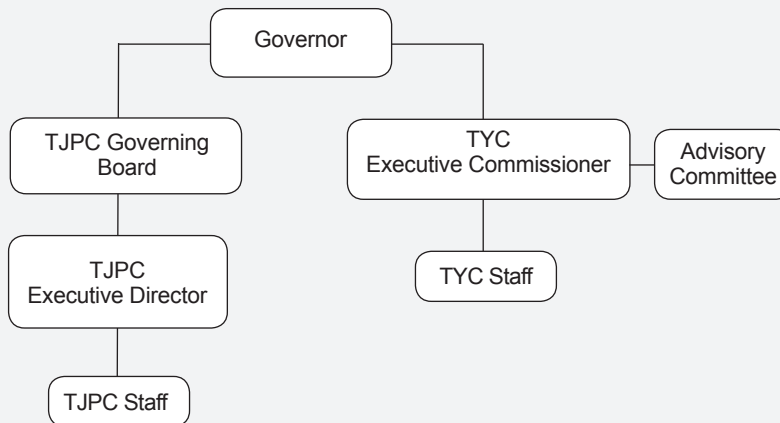 Governor
TJPC Governing
Board
TYC
Executive Commissioner
Advisory
Committee
TJPC
Executive Director
TYC Staff
TJPC Staff